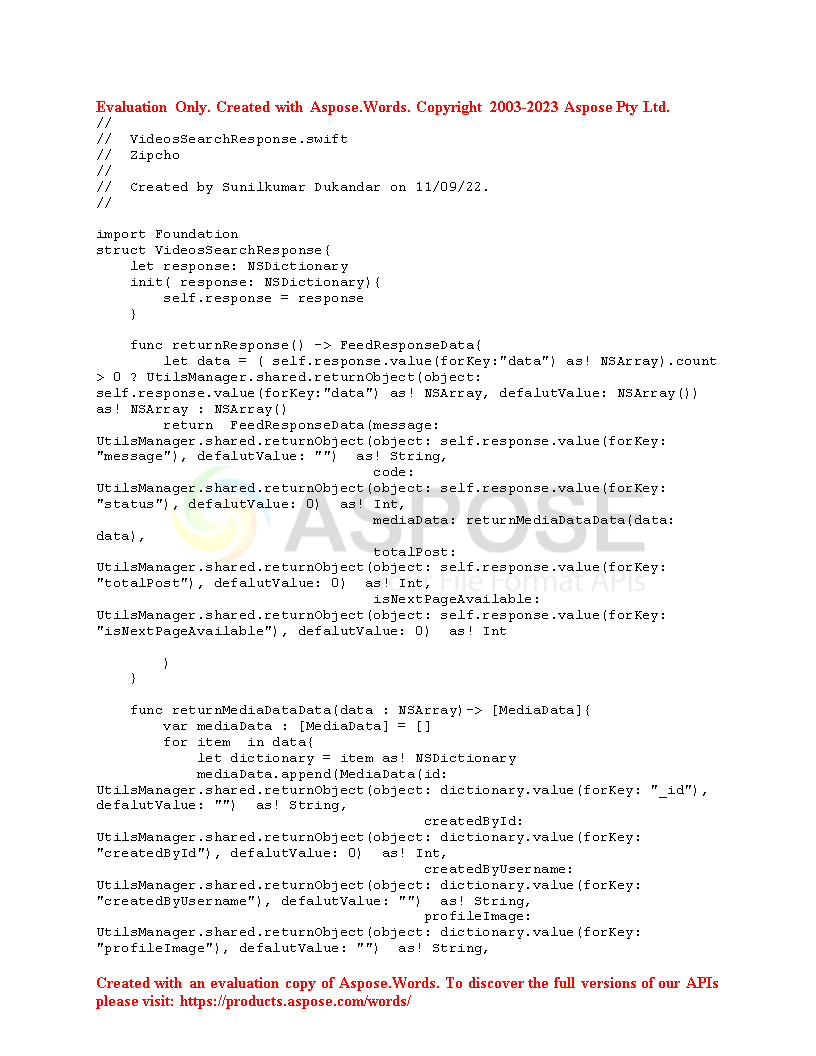 Evaluation Only. Created with Aspose.Words. Copyright 2003-2023 Aspose Pty Ltd.
//
//  VideosSearchResponse.swift
//  Zipcho
//
//  Created by Sunilkumar Dukandar on 11/09/22.
//
import Foundation
struct VideosSearchResponse{
    let response: NSDictionary
    init( response: NSDictionary){
        self.response = response
    }
    func returnResponse() -> FeedResponseData{
        let data = ( self.response.value(forKey:"data") as! NSArray).count
> 0 ? UtilsManager.shared.returnObject(object:
self.response.value(forKey:"data") as! NSArray, defalutValue: NSArray())
as! NSArray : NSArray()
        return  FeedResponseData(message:
UtilsManager.shared.returnObject(object: self.response.value(forKey:
"message"), defalutValue: "")  as! String,
                                 code:
UtilsManager.shared.returnObject(object: self.response.value(forKey:
"status"), defalutValue: 0)  as! Int,
                                 mediaData: returnMediaDataData(data:
data),
                                 totalPost:
UtilsManager.shared.returnObject(object: self.response.value(forKey:
"totalPost"), defalutValue: 0)  as! Int,
                                 isNextPageAvailable:
UtilsManager.shared.returnObject(object: self.response.value(forKey:
"isNextPageAvailable"), defalutValue: 0)  as! Int
        )
    }
    func returnMediaDataData(data : NSArray)-> [MediaData]{
        var mediaData : [MediaData] = []
        for item  in data{
            let dictionary = item as! NSDictionary
            mediaData.append(MediaData(id:
UtilsManager.shared.returnObject(object: dictionary.value(forKey: "_id"),
defalutValue: "")  as! String,
                                       createdById:
UtilsManager.shared.returnObject(object: dictionary.value(forKey:
"createdById"), defalutValue: 0)  as! Int,
                                       createdByUsername:
UtilsManager.shared.returnObject(object: dictionary.value(forKey:
"createdByUsername"), defalutValue: "")  as! String,
                                       profileImage:
UtilsManager.shared.returnObject(object: dictionary.value(forKey:
"profileImage"), defalutValue: "")  as! String,
ASPOSE
File Format APIs
Created with an evaluation copy of Aspose.Words. To discover the full versions of our APIs
please visit: https://products.aspose.com/words/